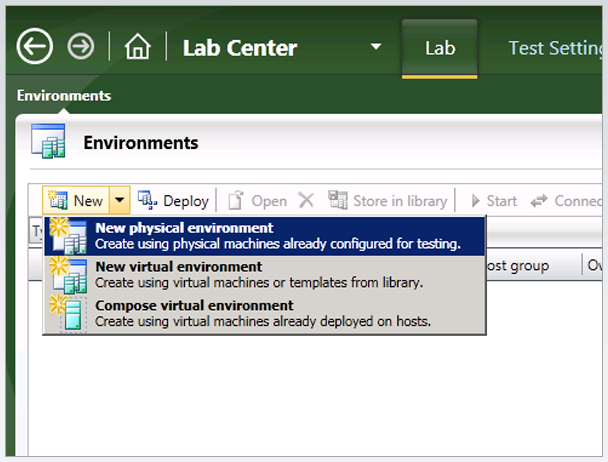 Lab Center
Lab
Test Setting
Environments
Environments
New
Deploy
Open
Store in library
Start
Connec
New physical environment
Create using physical machines already configured for testing.
ost group
Ov
New virtual environment
Create using virtual machines or templates from library.
Compose virtual environment
Create using virtual machines already deployed on hosts.